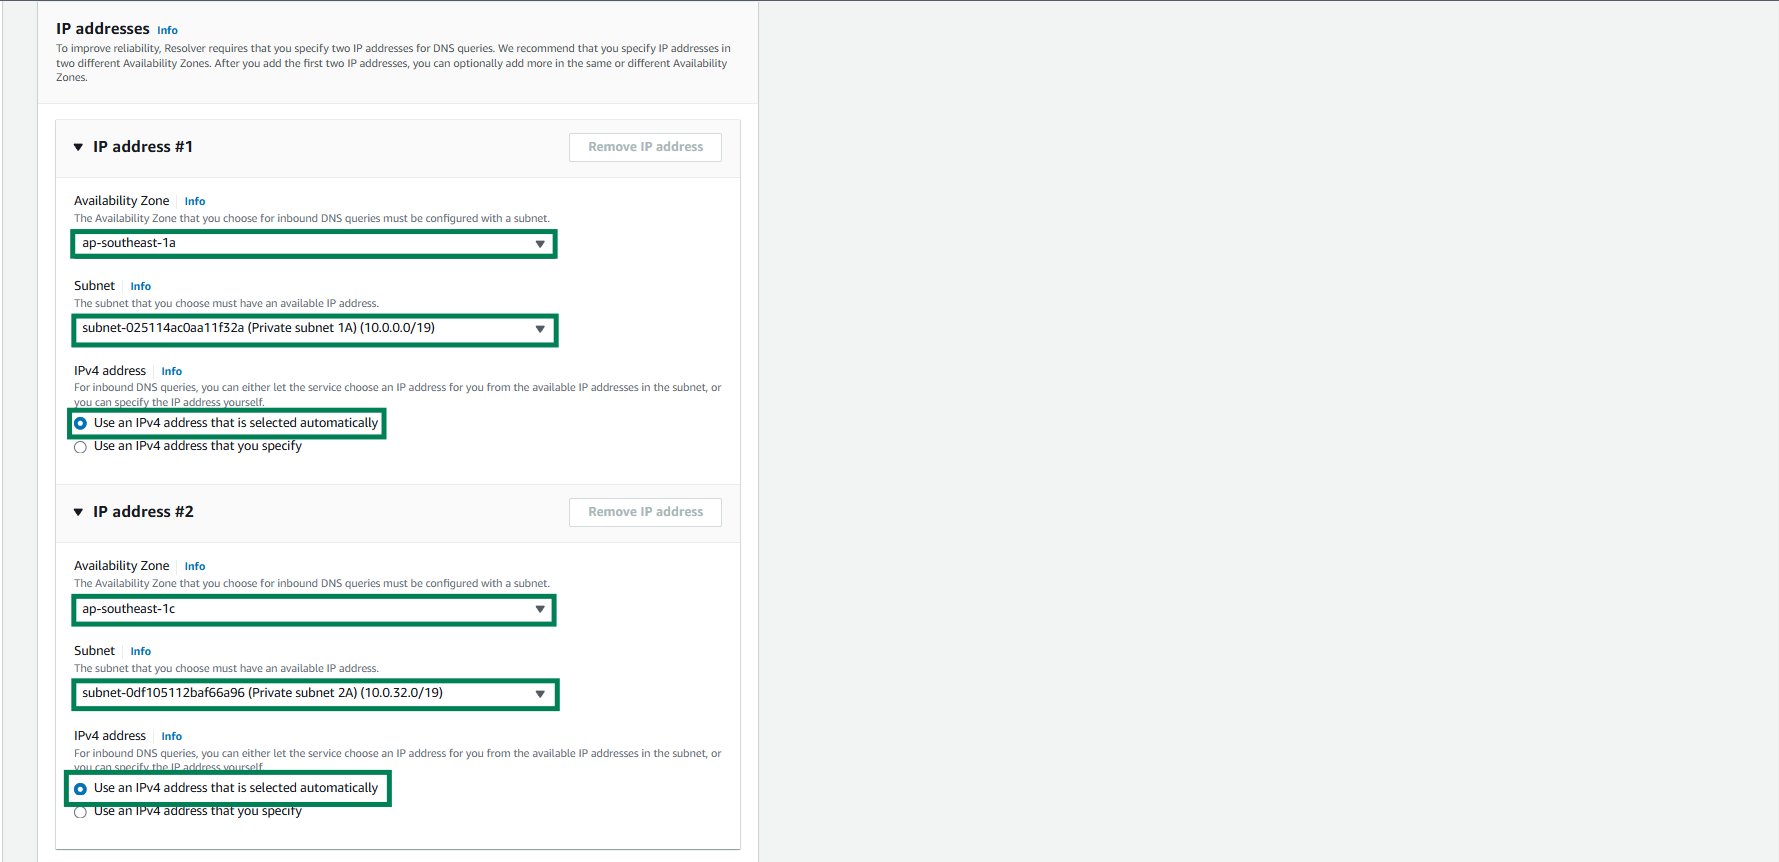 IP addresses Info
To improve reliability, Resolver requires that you specify two IP addresses for DNS queries. We recommend that you specify IP addresses in
two different Availability Zones. After you add the first two IP addresses, you can optionally add more in the same or different Availability
Zones.
IP address #1 Remove IP address
Availability Zone Info
The Availability Zone that you choose for inbound DNS queries must be configured with a subnet.
ap-southeast-1a
Subnet Info
The subnet that you choose must have an available IP address.
subnet-025114ac0aa11f32a (Private subnet 1A) (10.0.0.0/19)
IPv4 address Info
For inbound DNS queries, you can either let the service choose an IP address for you from the available IP addresses in the subnet, or
you can specify the IP address yourself.
Use an IPv4 address that is selected automatically
Use an IPv4 address that you specify
IP address #2 Remove IP address
Availability Zone Info
The Availability Zone that you choose for inbound DNS queries must be configured with a subnet.
ap-southeast-1c
Subnet Info
The subnet that you choose must have an available IP address.
subnet-0df105112baf66a96 (Private subnet 2A) (10.0.32.0/19)
IPv4 address Info
For inbound DNS queries, you can either let the service choose an IP address for you from the available IP addresses in the subnet, or
you can specify the IP address yourself.
Use an IPv4 address that is selected automatically
Use an IPv4 address that you specify